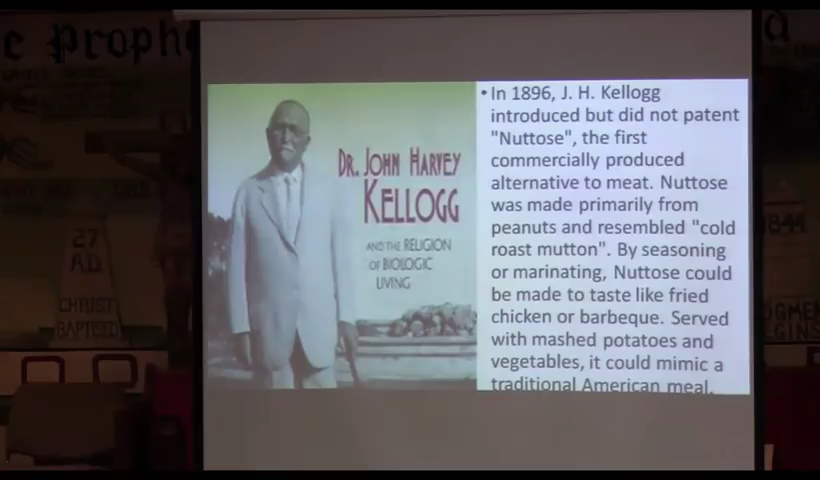 e Proph
DR. JOHN HARVEY
KELLOGG
AND THE RELIGION
OF BIOLOGIC
LIVING
• In 1896, J. H. Kellogg
introduced but did not patent
"Nuttose", the first
commercially produced
alternative to meat. Nuttose
was made primarily from
peanuts and resembled "cold
roast mutton". By seasoning
or marinating, Nuttose could
be made to taste like fried
chicken or barbeque. Served
with mashed potatoes and
vegetables, it could mimic a
traditional American meal.
27
A.D.
CHRIST
BAPTISED
1844